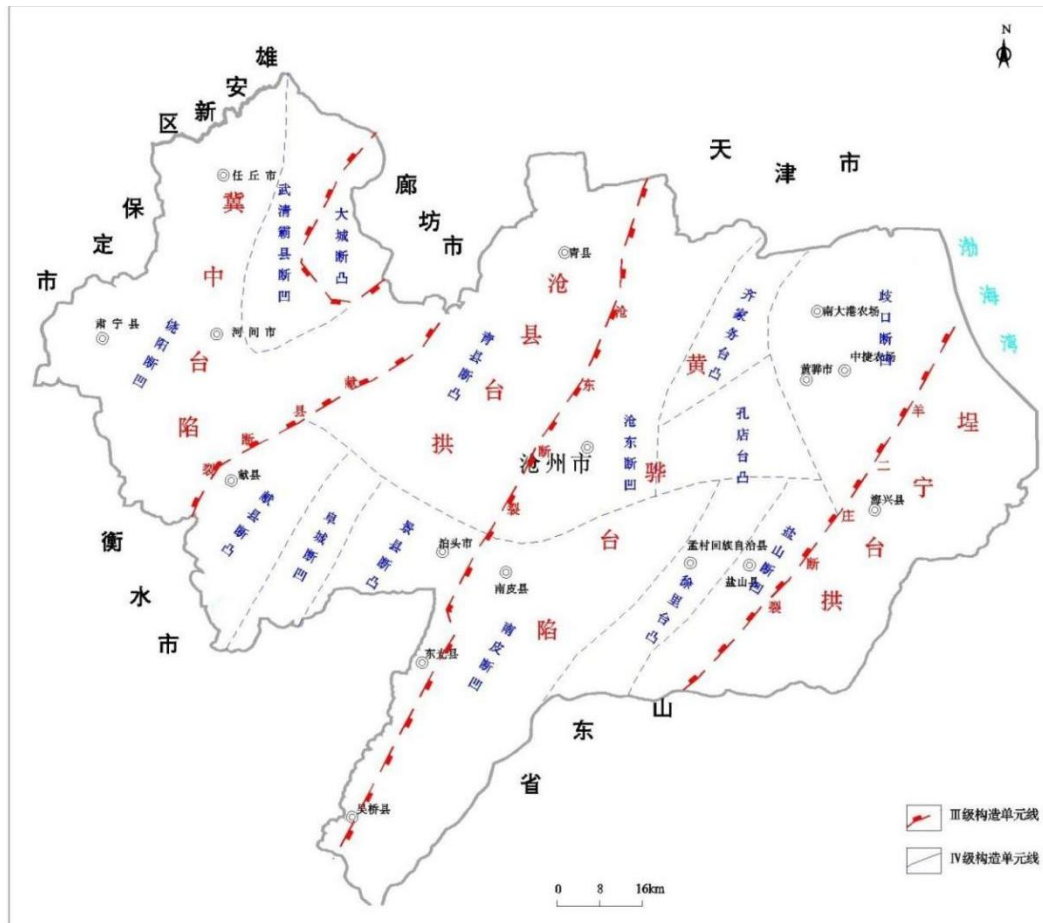 N
雄安新区
保定市
廊坊市
天津市
渤海湾
衡水市
山东省
冀中台陷
沧县台拱
黄骅台陷
埕宁台拱
任丘市
肃宁县
河间市
献县
青县
沧州市
泊头市
南皮县
东光县
吴桥县
南大港农场
中捷农场
黄骅市
海兴县
孟村回族自治县
盐山县
武清霸县断凹
大城断凸
饶阳断凹
青县断凸
献县断凸
阜城断凹
景县断凸
沧东断凹
齐家务台凸
孔店台凸
歧口断凹
南皮断凹
徐里台凸
盐山断凹
献县断裂
沧东断裂
羊二庄断裂
III级构造单元线
IV级构造单元线
0 8 16km